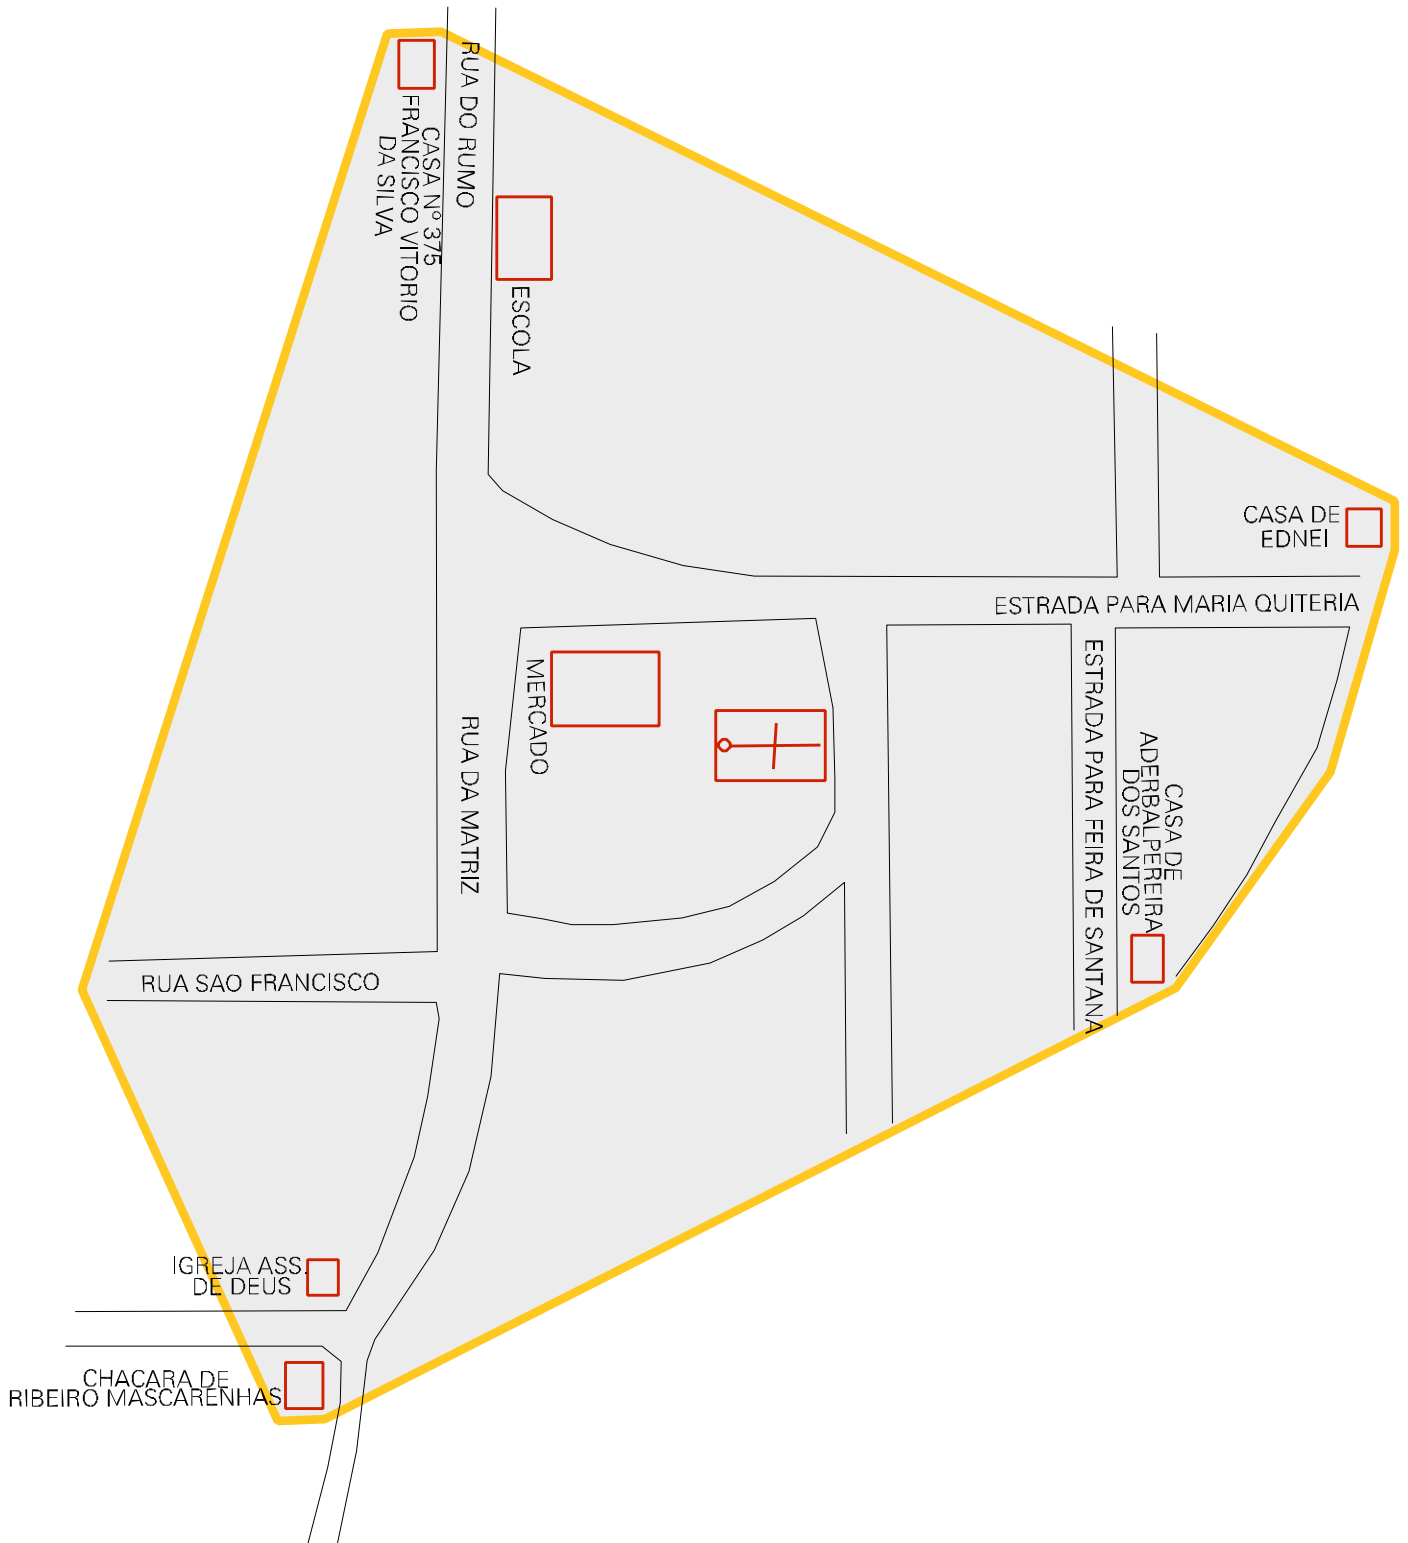 RUA DO RUMO
CASA Nº 375
FRANCISCO VITORIO
DA SILVA
ESCOLA
CASA DE
EDNEI
ESTRADA PARA MARIA QUITERIA
MERCADO
RUA DA MATRIZ
ESTRADA PARA FEIRA DE SANTANA
CASA DE
ADERBALPEREIRA
DOS SANTOS
RUA SAO FRANCISCO
IGREJA ASS.
DE DEUS
CHACARA DE
RIBEIRO MASCARENHAS